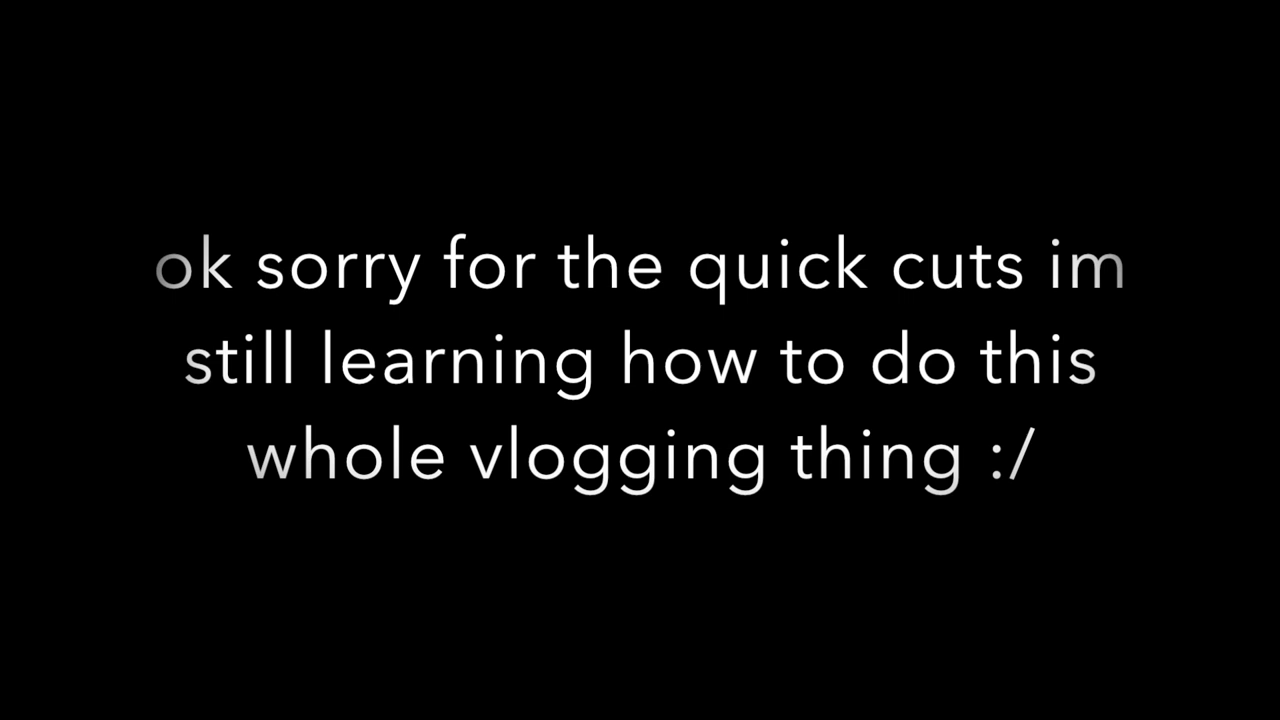 ok sorry for the quick cuts im
still learning how to do this
whole vlogging thing :/